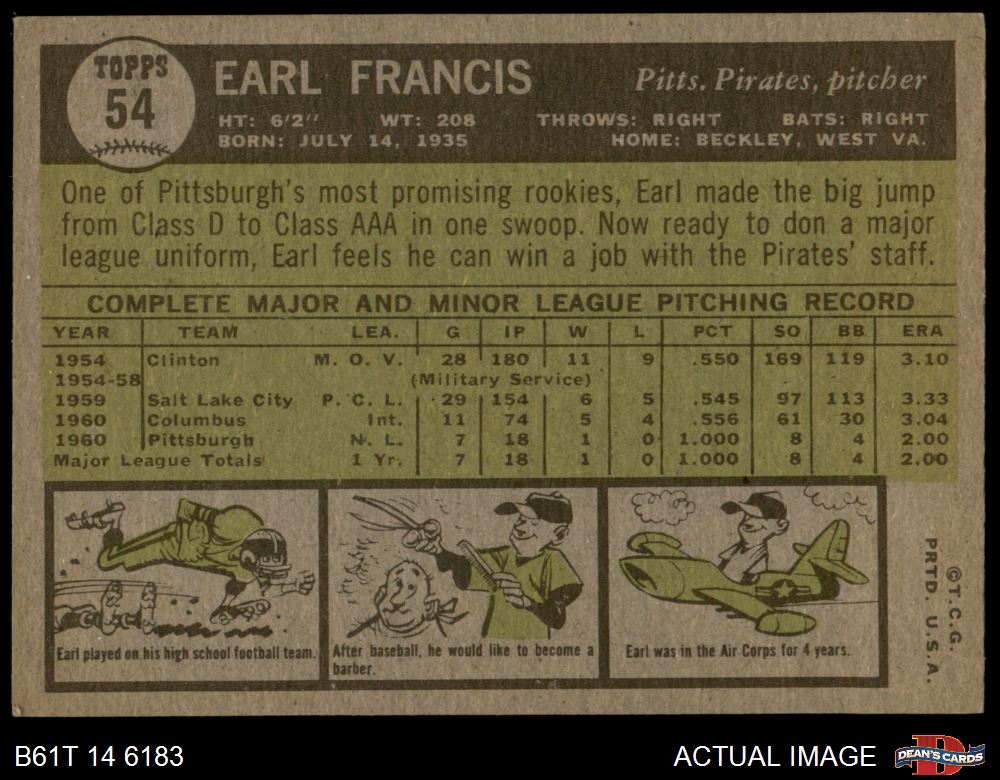 TOPPS
54
EARL FRANCIS
Pitts. Pirates, pitcher
HT: 6'2" WT: 208 THROWS: RIGHT BATS: RIGHT
BORN: JULY 14, 1935 HOME: BECKLEY, WEST VA.
One of Pittsburgh's most promising rookies, Earl made the big jump
from Class D to Class AAA in one swoop. Now ready to don a major
league uniform, Earl feels he can win a job with the Pirates' staff.
COMPLETE MAJOR AND MINOR LEAGUE PITCHING RECORD
YEAR TEAM LEA. G IP W L PCT SO BB ERA
1954 Clinton M. O. V. 28 180 11 9 .550 169 119 3.10
1954-58 (Military Service)
1959 Salt Lake City P. C. L. 29 154 6 5 .545 97 113 3.33
1960 Columbus Int. 11 74 5 4 .556 61 30 3.04
1960 Pittsburgh N. L. 7 18 1 0 1.000 8 4 2.00
Major League Totals 1 Yr. 7 18 1 0 1.000 8 4 2.00
Earl played on his high school football team.
After baseball, he would like to become a
barber.
Earl was in the Air Corps for 4 years.
©T.C.G.
PRTD. U.S.A.
B61T 14 6183
ACTUAL IMAGE
D
DEAN'S CARDS